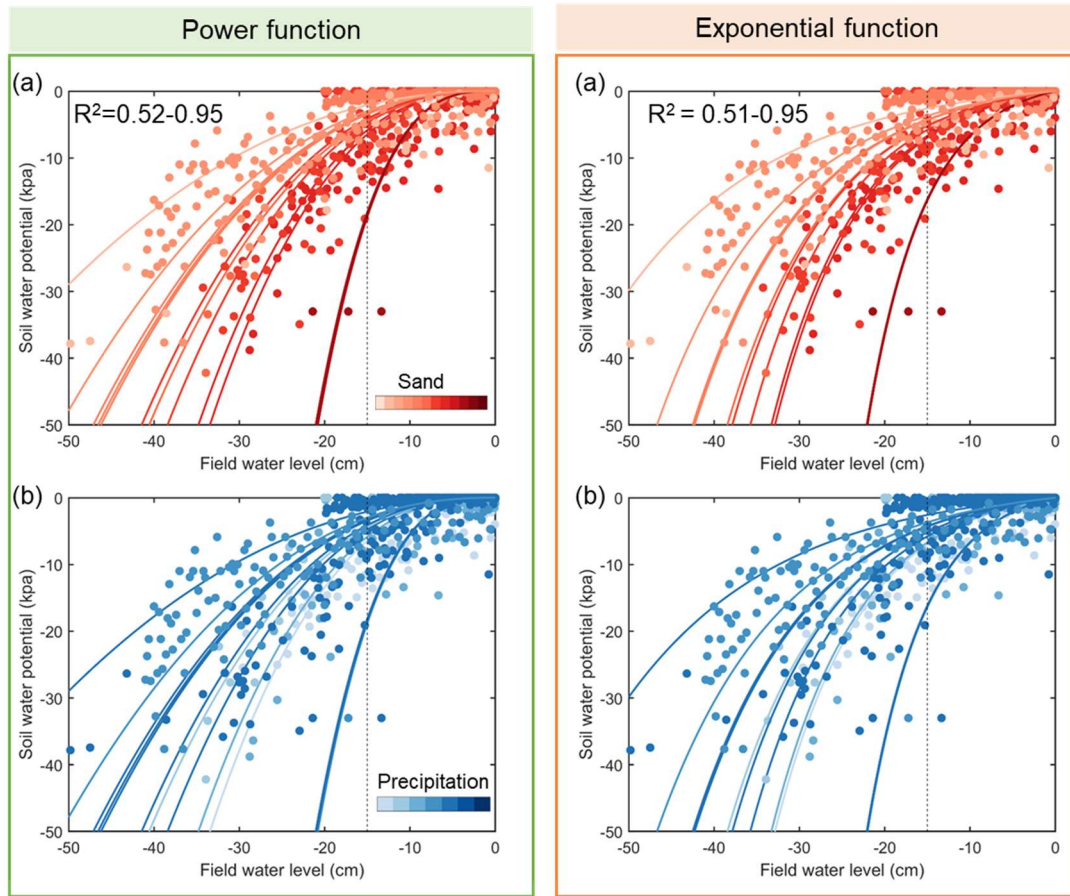 Power function
Exponential function
(a)
R²=0.52-0.95
0
-10
-20
-30
-40
-50
Soil water potential (kpa)
Sand
-50 -40 -30 -20 -10 0
Field water level (cm)
(a)
R² = 0.51-0.95
0
-10
-20
-30
-40
-50
Soil water potential (kpa)
-50 -40 -30 -20 -10 0
Field water level (cm)
(b)
0
-10
-20
-30
-40
-50
Soil water potential (kpa)
Precipitation
-50 -40 -30 -20 -10 0
Field water level (cm)
(b)
0
-10
-20
-30
-40
-50
Soil water potential (kpa)
-50 -40 -30 -20 -10 0
Field water level (cm)